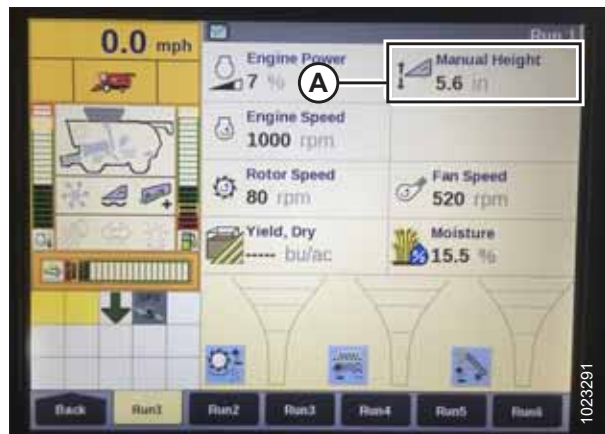 0.0 mph
Run 1
Engine Power
7 %
A
Manual Height
5.6 in
Engine Speed
1000 rpm
Rotor Speed
80 rpm
Fan Speed
520 rpm
Yield, Dry
----- bu/ac
Moisture
15.5 %
Back
Run1
Run2
Run3
Run4
Run5
Run6
1023291